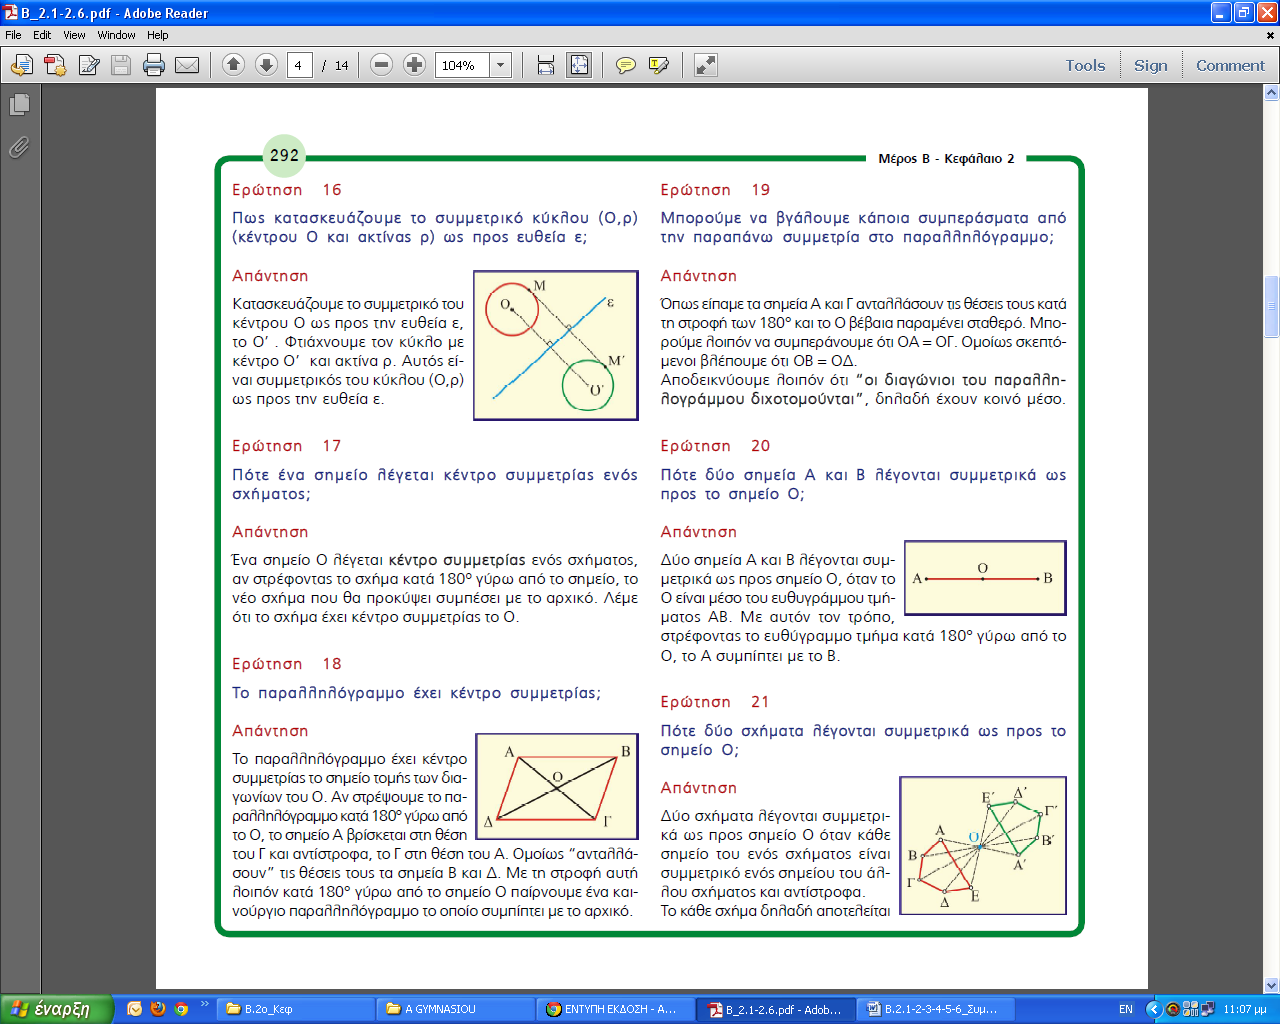 B_2.1-2.6.pdf - Adobe Reader
File Edit View Window Help
4 / 14 104% Tools Sign Comment
292
Μέρος Β - Κεφάλαιο 2
Ερώτηση 16
Πως κατασκευάζουμε το συμμετρικό κύκλου (Ο,ρ)
(κέντρου Ο και ακτίνας ρ) ως προς ευθεία ε;
Απάντηση
Κατασκευάζουμε το συμμετρικό του
κέντρου Ο ως προς την ευθεία ε,
το Ο’ . Φτιάχνουμε τον κύκλο με
κέντρο Ο’ και ακτίνα ρ. Αυτός εί-
ναι συμμετρικός του κύκλου (Ο,ρ)
ως προς την ευθεία ε.
Μ
Ο
ε
Μ′
Ο′
Ερώτηση 17
Πότε ένα σημείο λέγεται κέντρο συμμετρίας ενός
σχήματος;
Απάντηση
Ένα σημείο Ο λέγεται κέντρο συμμετρίας ενός σχήματος,
αν στρέφοντας το σχήμα κατά 180° γύρω από το σημείο, το
νέο σχήμα που θα προκύψει συμπέσει με το αρχικό. Λέμε
ότι το σχήμα έχει κέντρο συμμετρίας το Ο.
Ερώτηση 18
Το παραλληλόγραμμο έχει κέντρο συμμετρίας;
Απάντηση
Το παραλληλόγραμμο έχει κέντρο
συμμετρίας το σημείο τομής των δια-
γωνίων του Ο. Αν στρέψουμε το πα-
ραλληλόγραμμο κατά 180° γύρω από
το Ο, το σημείο Α βρίσκεται στη θέση
του Γ και αντίστροφα, το Γ στη θέση του Α. Ομοίως “ανταλλά-
σουν” τις θέσεις τους τα σημεία Β και Δ. Με τη στροφή αυτή
λοιπόν κατά 180° γύρω από το σημείο Ο παίρνουμε ένα και-
νούργιο παραλληλόγραμμο το οποίο συμπίπτει με το αρχικό.
Α Β
Ο
Δ Γ
Ερώτηση 19
Μπορούμε να βγάλουμε κάποια συμπεράσματα από
την παραπάνω συμμετρία στο παραλληλόγραμμο;
Απάντηση
Όπως είπαμε τα σημεία Α και Γ ανταλλάσουν τις θέσεις τους κατά
τη στροφή των 180° και το Ο βέβαια παραμένει σταθερό. Μπο-
ρούμε λοιπόν να συμπεράνουμε ότι ΟΑ = ΟΓ. Ομοίως σκεπτό-
μενοι βλέπουμε ότι ΟΒ = ΟΔ.
Αποδεικνύουμε λοιπόν ότι “οι διαγώνιοι του παραλλη-
λογράμμου διχοτομούνται”, δηλαδή έχουν κοινό μέσο.
Ερώτηση 20
Πότε δύο σημεία Α και Β λέγονται συμμετρικά ως
προς το σημείο Ο;
Απάντηση
Δύο σημεία Α και Β λέγονται συμ-
μετρικά ως προς σημείο Ο, όταν το
Ο είναι μέσο του ευθυγράμμου τμή-
ματος ΑΒ. Με αυτόν τον τρόπο,
στρέφοντας το ευθύγραμμο τμήμα κατά 180° γύρω από το
Ο, το Α συμπίπτει με το Β.
Α Ο Β
Ερώτηση 21
Πότε δύο σχήματα λέγονται συμμετρικά ως προς το
σημείο Ο;
Απάντηση
Δύο σχήματα λέγονται συμμετρι-
κά ως προς σημείο Ο όταν κάθε
σημείο του ενός σχήματος είναι
συμμετρικό ενός σημείου του άλ-
λου σχήματος και αντίστροφα.
Το κάθε σχήμα δηλαδή αποτελείται
Ε′ Δ′
Γ′
Α Ο Β′
Β Α′
Γ
Δ Ε
έναρξη B.2ο_Κεφ A GYMNASIOU ΕΝΤΥΠΗ ΕΚΔΟΣΗ - Α... B_2.1-2.6.pdf - Adob... B.2.1-2-3-4-5-6_Συμ... EN 11:07 μμ